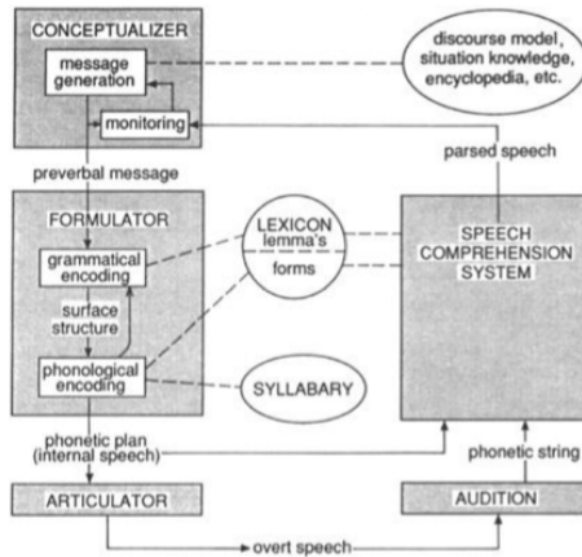 CONCEPTUALIZER
message
generation
monitoring
discourse model,
situation knowledge,
encyclopedia, etc.
parsed speech
preverbal message
FORMULATOR
grammatical
encoding
surface
structure
phonological
encoding
LEXICON
lemma's
forms
SYLLABARY
SPEECH
COMPREHENSION
SYSTEM
phonetic plan
(internal speech)
phonetic string
ARTICULATOR
AUDITION
overt speech